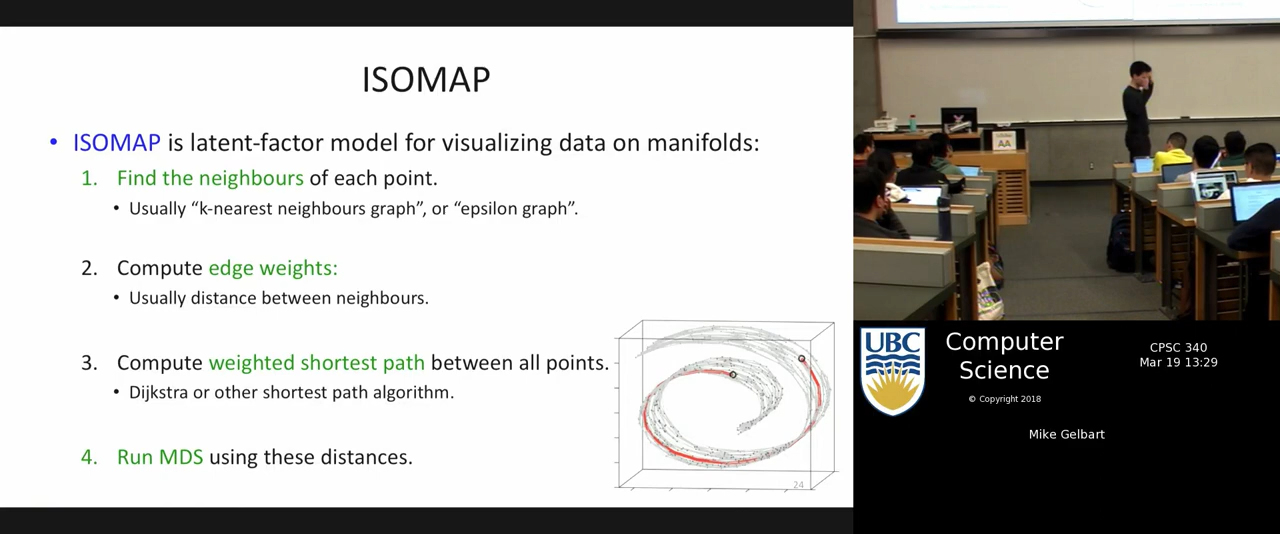 ISOMAP
• ISOMAP is latent-factor model for visualizing data on manifolds:
1. Find the neighbours of each point.
• Usually “k-nearest neighbours graph”, or “epsilon graph”.
2. Compute edge weights:
• Usually distance between neighbours.
3. Compute weighted shortest path between all points.
• Dijkstra or other shortest path algorithm.
4. Run MDS using these distances.
24
AA
UBC
Computer
Science
© Copyright 2018
CPSC 340
Mar 19 13:29
Mike Gelbart